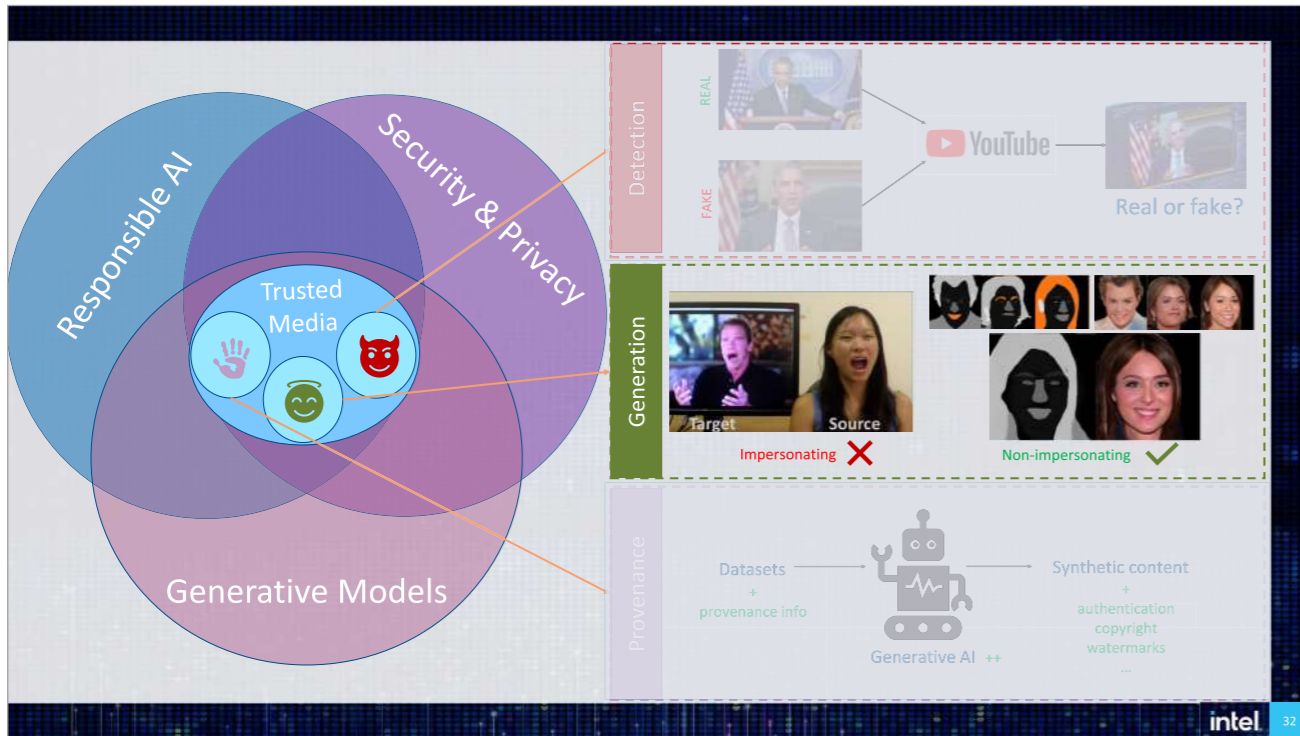 Responsible AI
Security & Privacy
Trusted
Media
Generative Models
Detection
REAL
FAKE
YouTube
Real or fake?
Generation
Target
Source
Impersonating
Non-impersonating
Provenance
Datasets
+
provenance info
Generative AI ++
Synthetic content
+
authentication
copyright
watermarks
...
intel
32